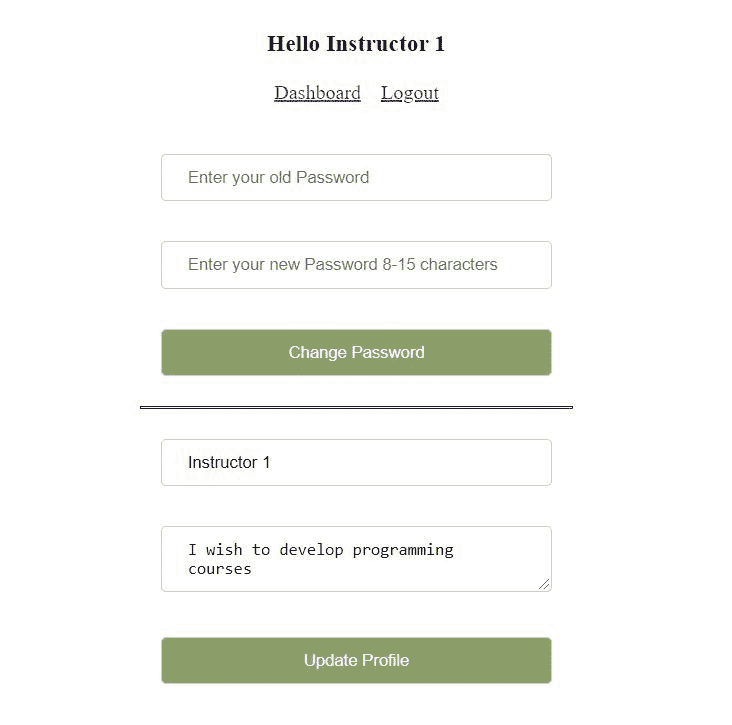 Hello Instructor 1
Dashboard Logout
Enter your old Password
Enter your new Password 8-15 characters
Change Password
Instructor 1
I wish to develop programming
courses
Update Profile